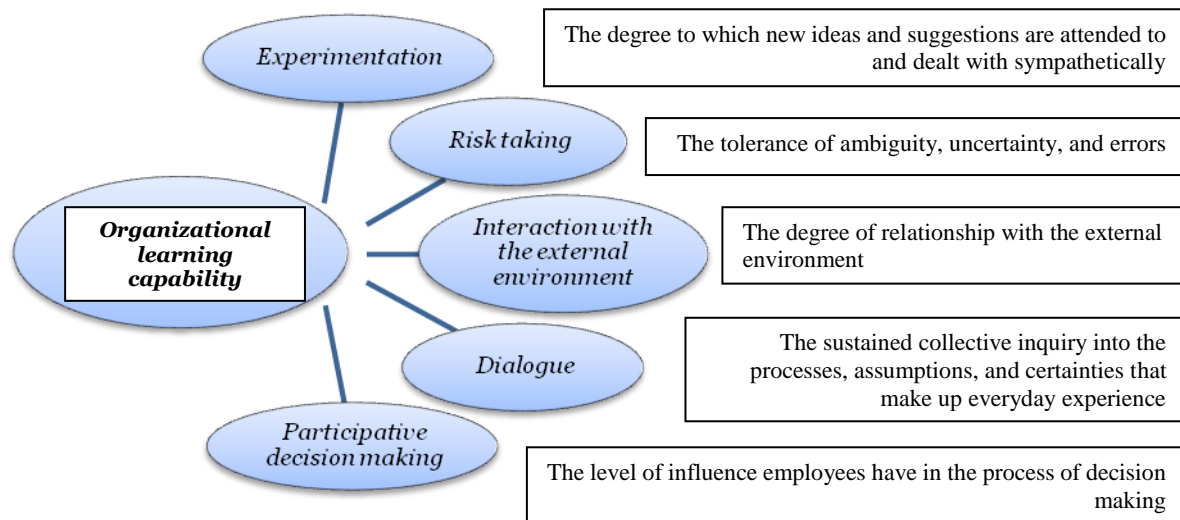 Experimentation
The degree to which new ideas and suggestions are attended to
and dealt with sympathetically
Risk taking
The tolerance of ambiguity, uncertainty, and errors
Organizational
learning
capability
Interaction with
the external
environment
The degree of relationship with the external
environment
Dialogue
The sustained collective inquiry into the
processes, assumptions, and certainties that
make up everyday experience
Participative
decision making
The level of influence employees have in the process of decision
making